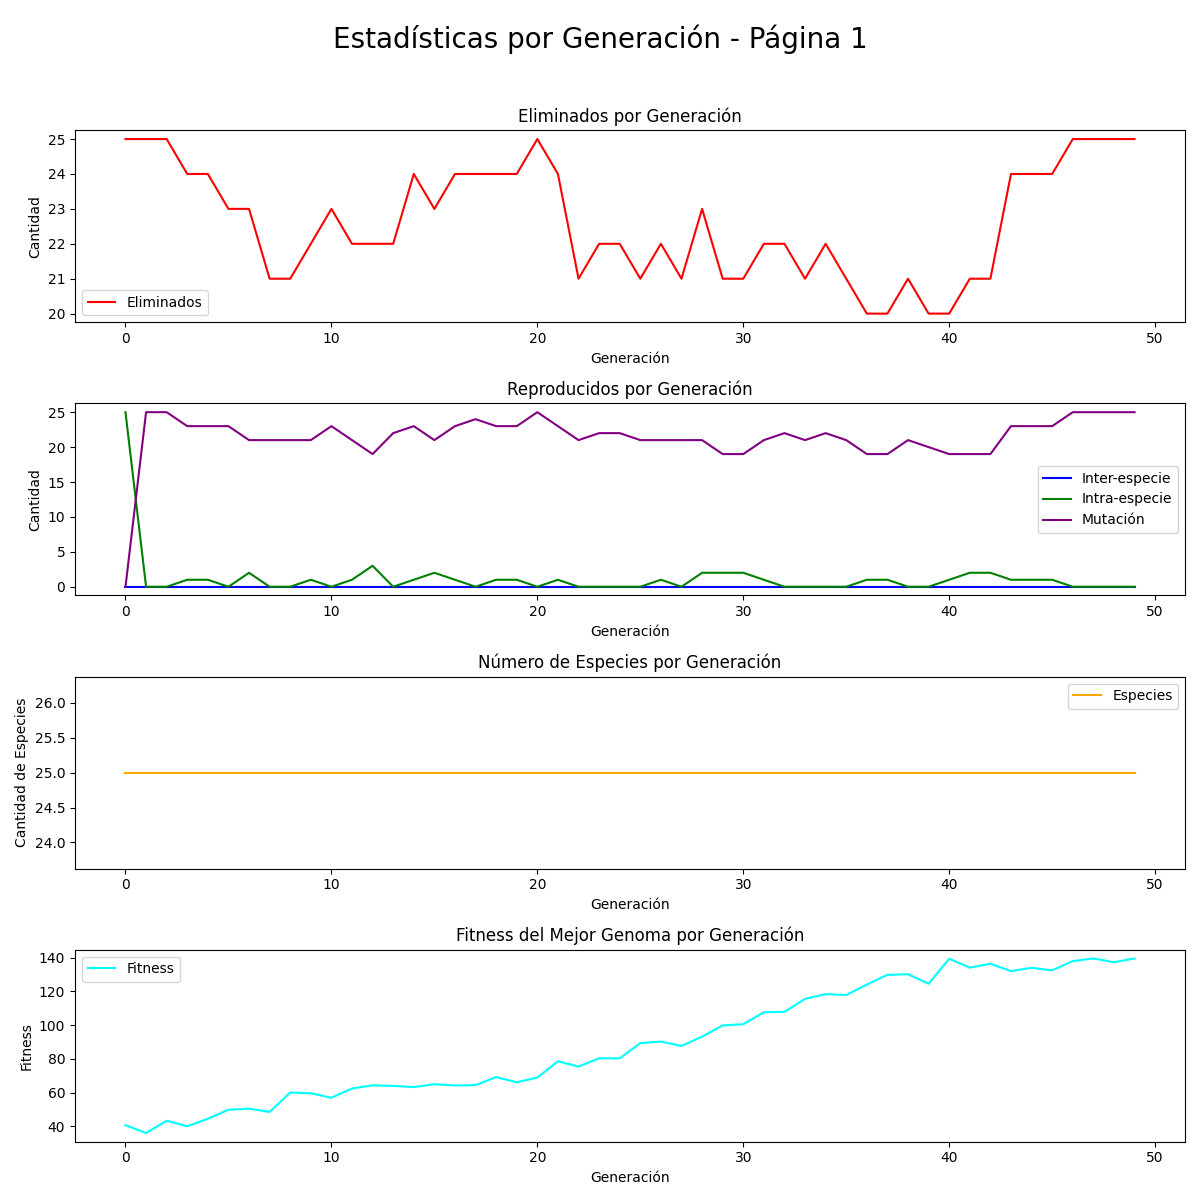 Estadísticas por Generación - Página 1
Eliminados por Generación
25
24
23
22
21
20
Cantidad
Eliminados
0 10 20 30 40 50
Generación
Reproducidos por Generación
25
20
15
10
5
0
Cantidad
Inter-especie
Intra-especie
Mutación
0 10 20 30 40 50
Generación
Número de Especies por Generación
26.0
25.5
25.0
24.5
24.0
Cantidad de Especies
Especies
0 10 20 30 40 50
Generación
Fitness del Mejor Genoma por Generación
140
120
100
80
60
40
Fitness
Fitness
0 10 20 30 40 50
Generación